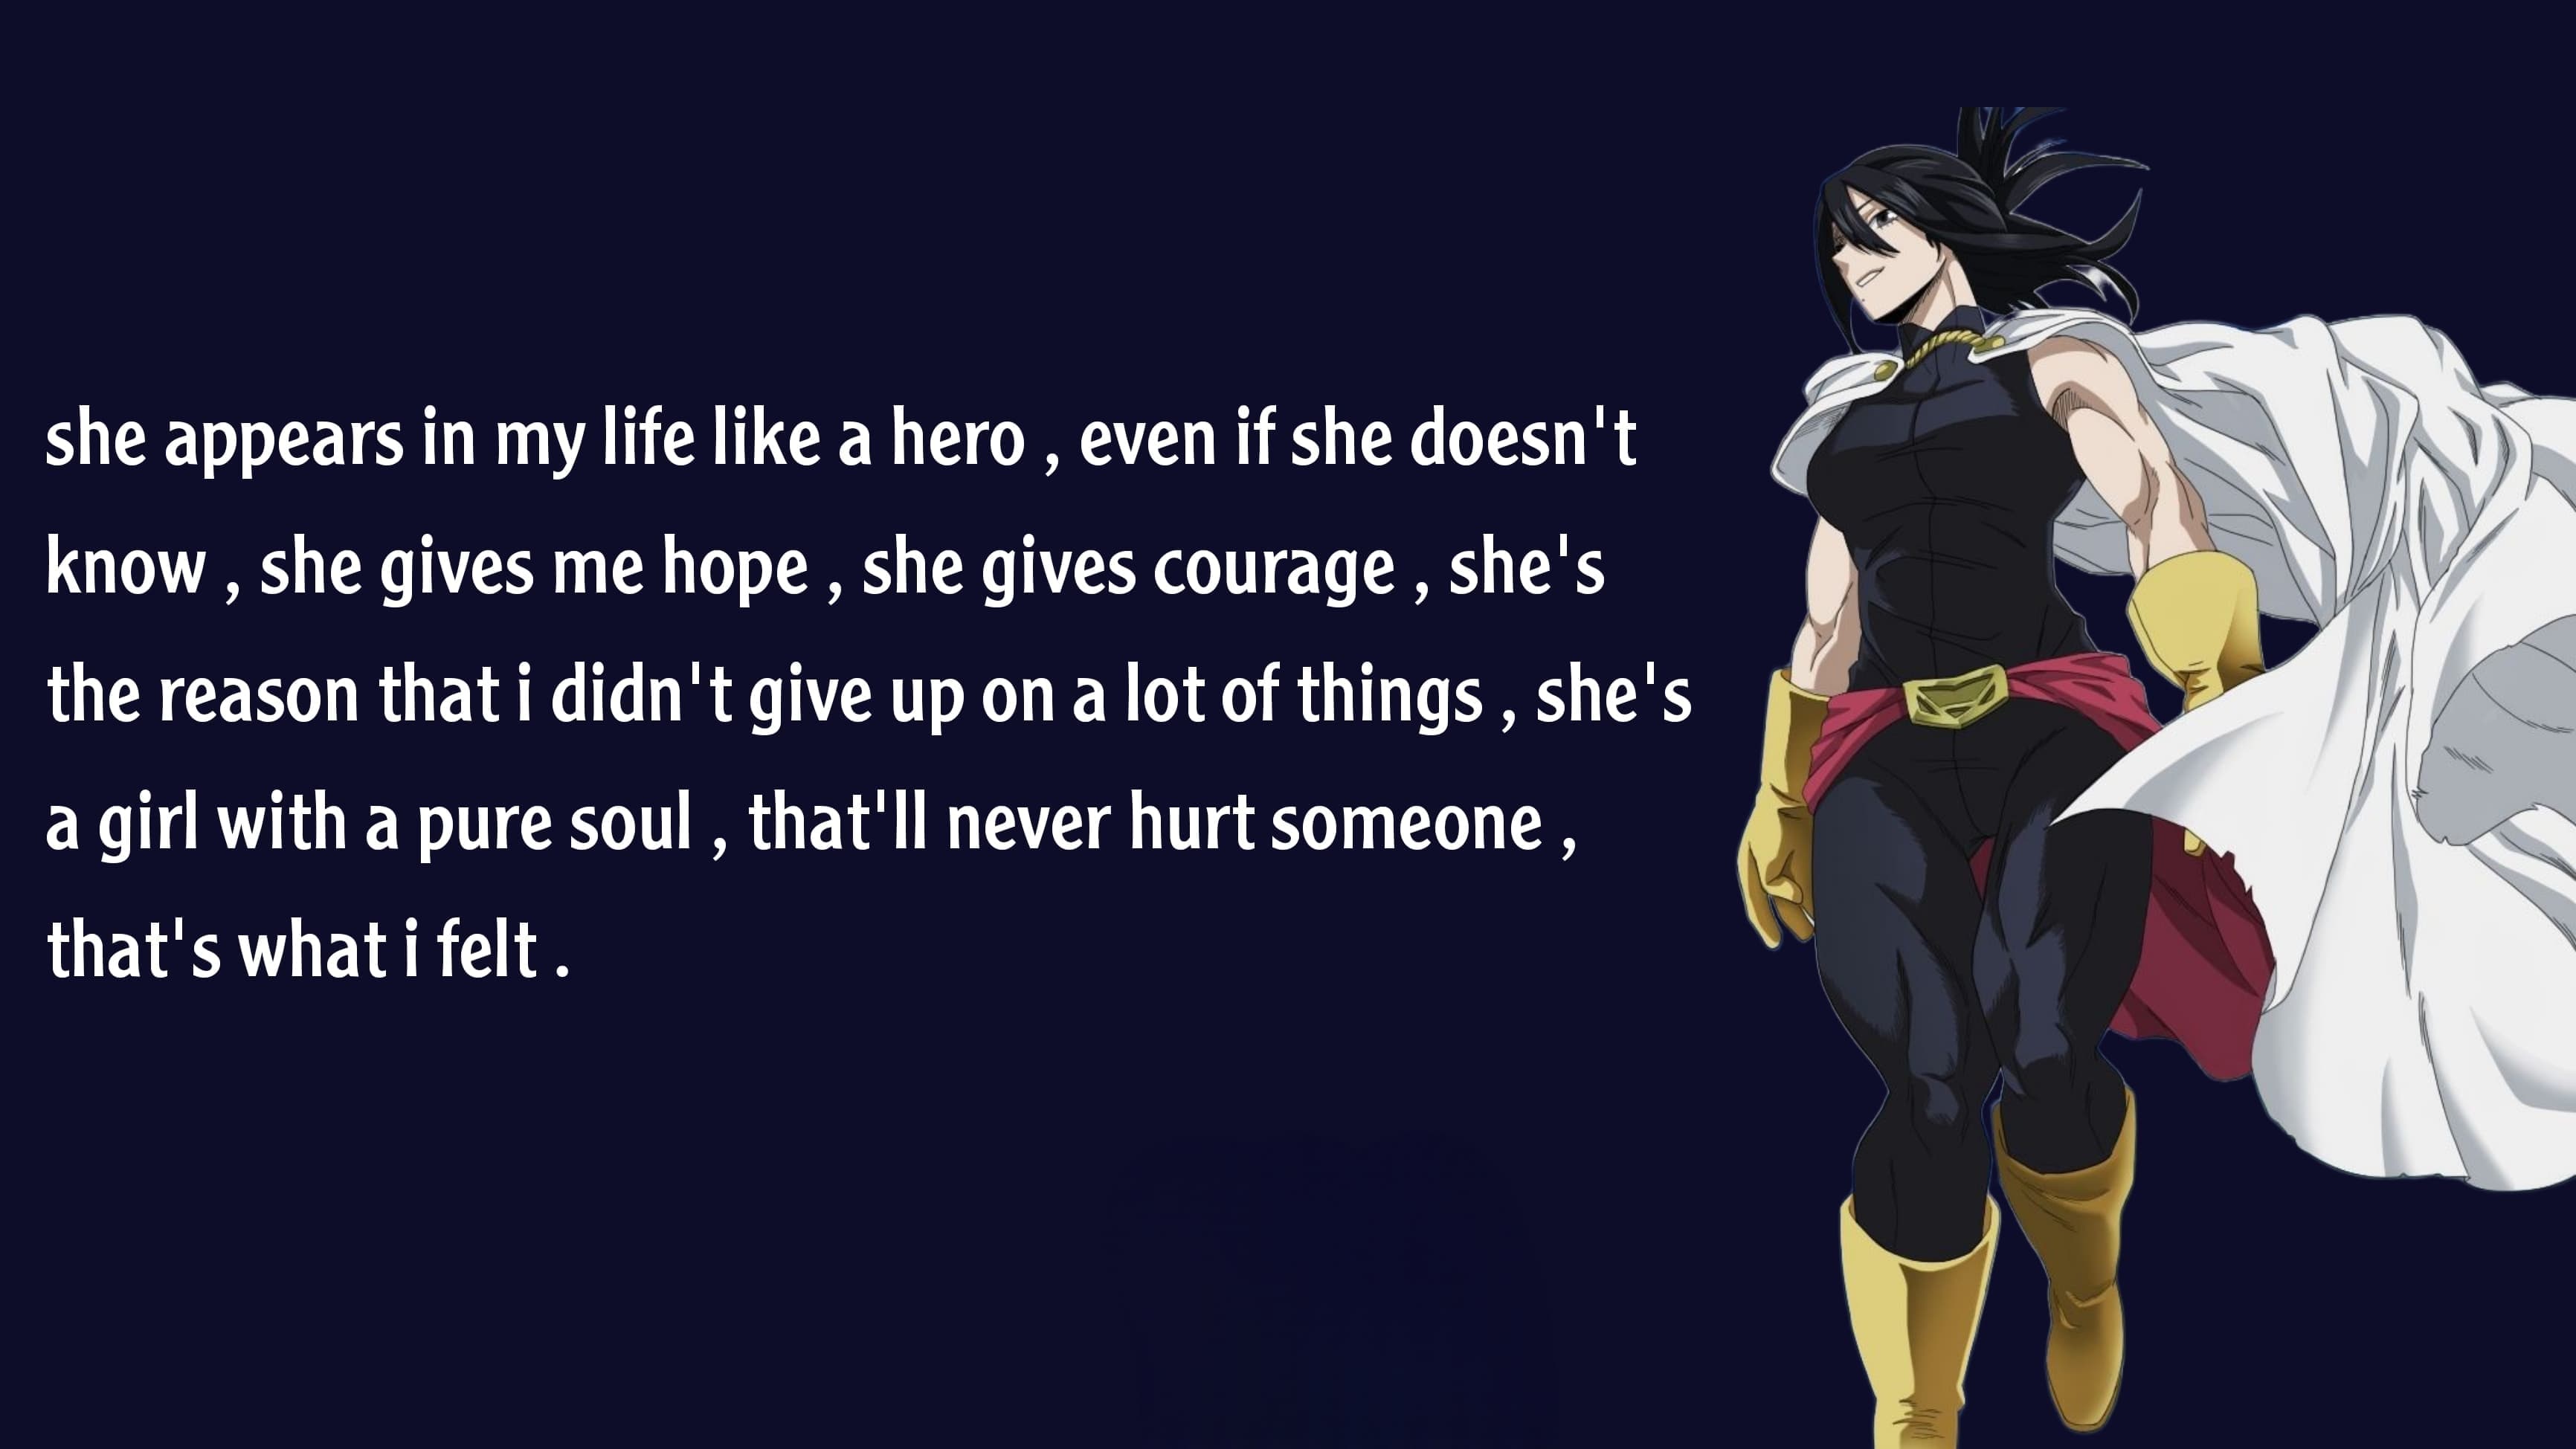 she appears in my life like a hero , even if she doesn't
know , she gives me hope , she gives courage , she's
the reason that i didn't give up on a lot of things , she's
a girl with a pure soul , that'll never hurt someone ,
that's what i felt .